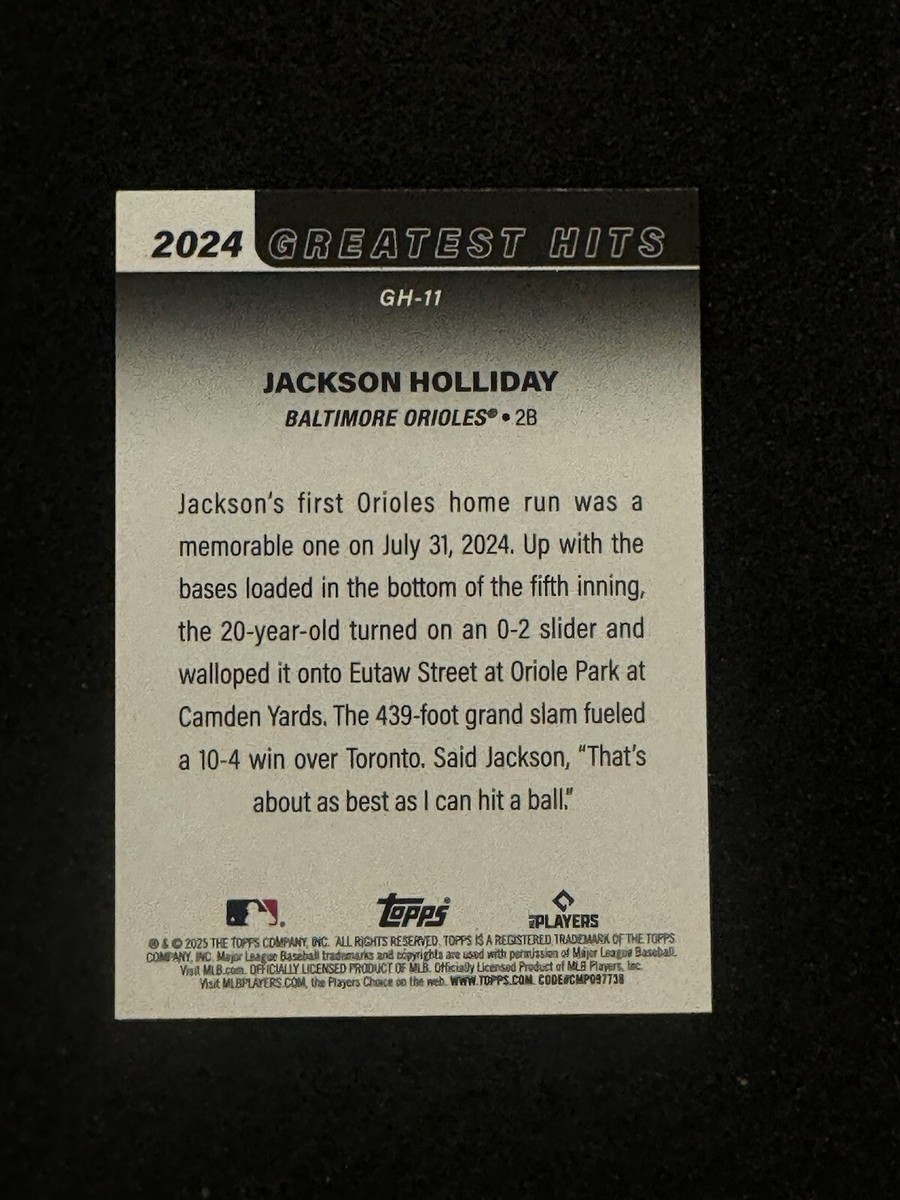 2024 GREATEST HITS
GH-11
JACKSON HOLLIDAY
BALTIMORE ORIOLES® • 2B
Jackson's first Orioles home run was a
memorable one on July 31, 2024. Up with the
bases loaded in the bottom of the fifth inning,
the 20-year-old turned on an 0-2 slider and
walloped it onto Eutaw Street at Oriole Park at
Camden Yards. The 439-foot grand slam fueled
a 10-4 win over Toronto. Said Jackson, “That's
about as best as I can hit a ball.”
topps® PLAYERS
® & © 2025 THE TOPPS COMPANY, INC. ALL RIGHTS RESERVED. TOPPS IS A REGISTERED TRADEMARK OF THE TOPPS
COMPANY, INC. Major League Baseball trademarks and copyrights are used with permission of Major League Baseball.
Visit MLB.com. OFFICIALLY LICENSED PRODUCT OF MLB. Officially Licensed Product of MLB Players, Inc.
Visit MLBPLAYERS.COM, the Players Choice on the web. WWW.TOPPS.COM. CODE#CMP097738